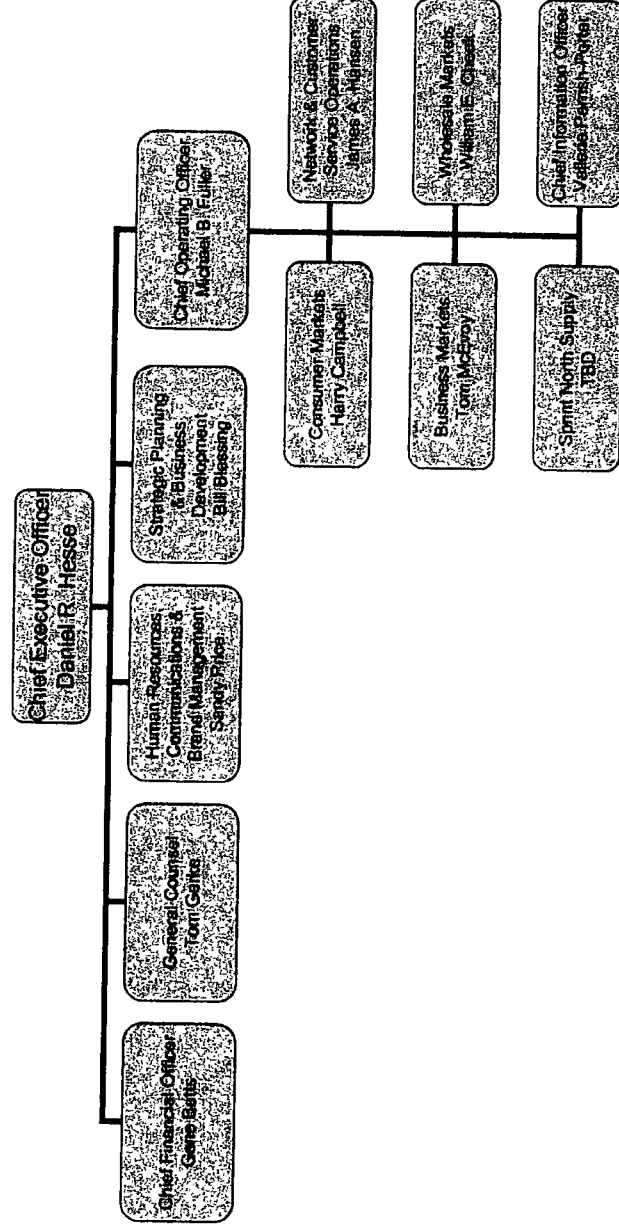 Chief Executive Officer
Daniel R. Hesse
Chief Financial Officer
Gene Betts
General Counsel
Tom Gerke
Human Resources,
Communications &
Brand Management
Sandy Price
Strategic Planning
& Business
Development
Bill Blessing
Chief Operating Officer
Michael B. Fuller
Consumer Markets
Harry Campbell
Network & Customer
Service Operations
James A. Hansen
Business Markets
Tom McEvoy
Wholesale Markets
William E. Cheek
Sprint North Supply
TBD
Chief Information Officer
Parrish-Porter